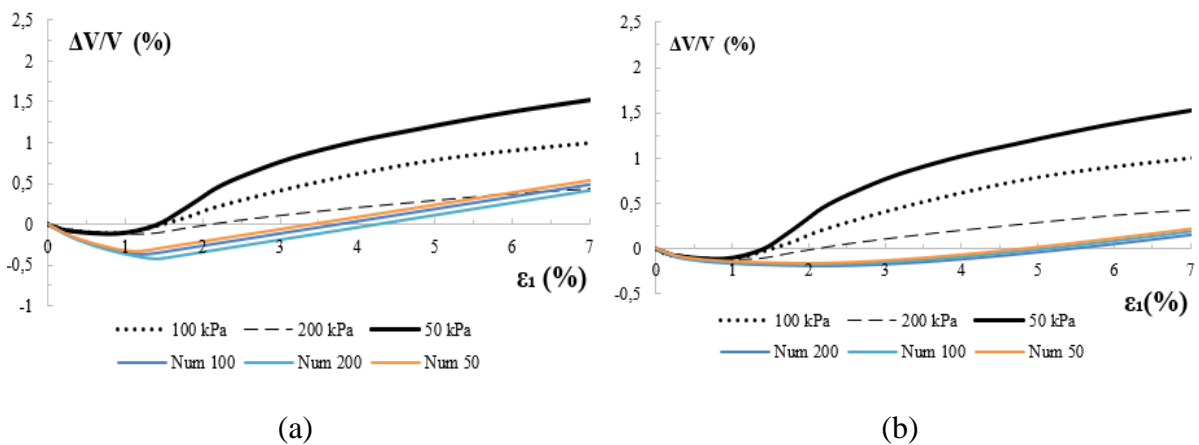 2,5
ΔV/V (%)
2
1,5
1
0,5
0
-0,5
-1
0 1 2 3 4 5 6 7
ε₁ (%)
100 kPa 200 kPa 50 kPa
Num 100 Num 200 Num 50
(a)
2,5
ΔV/V (%)
2
1,5
1
0,5
0
-0,5
0 1 2 3 4 5 6 7
ε₁(%)
100 kPa 200 kPa 50 kPa
Num 200 Num 100 Num 50
(b)